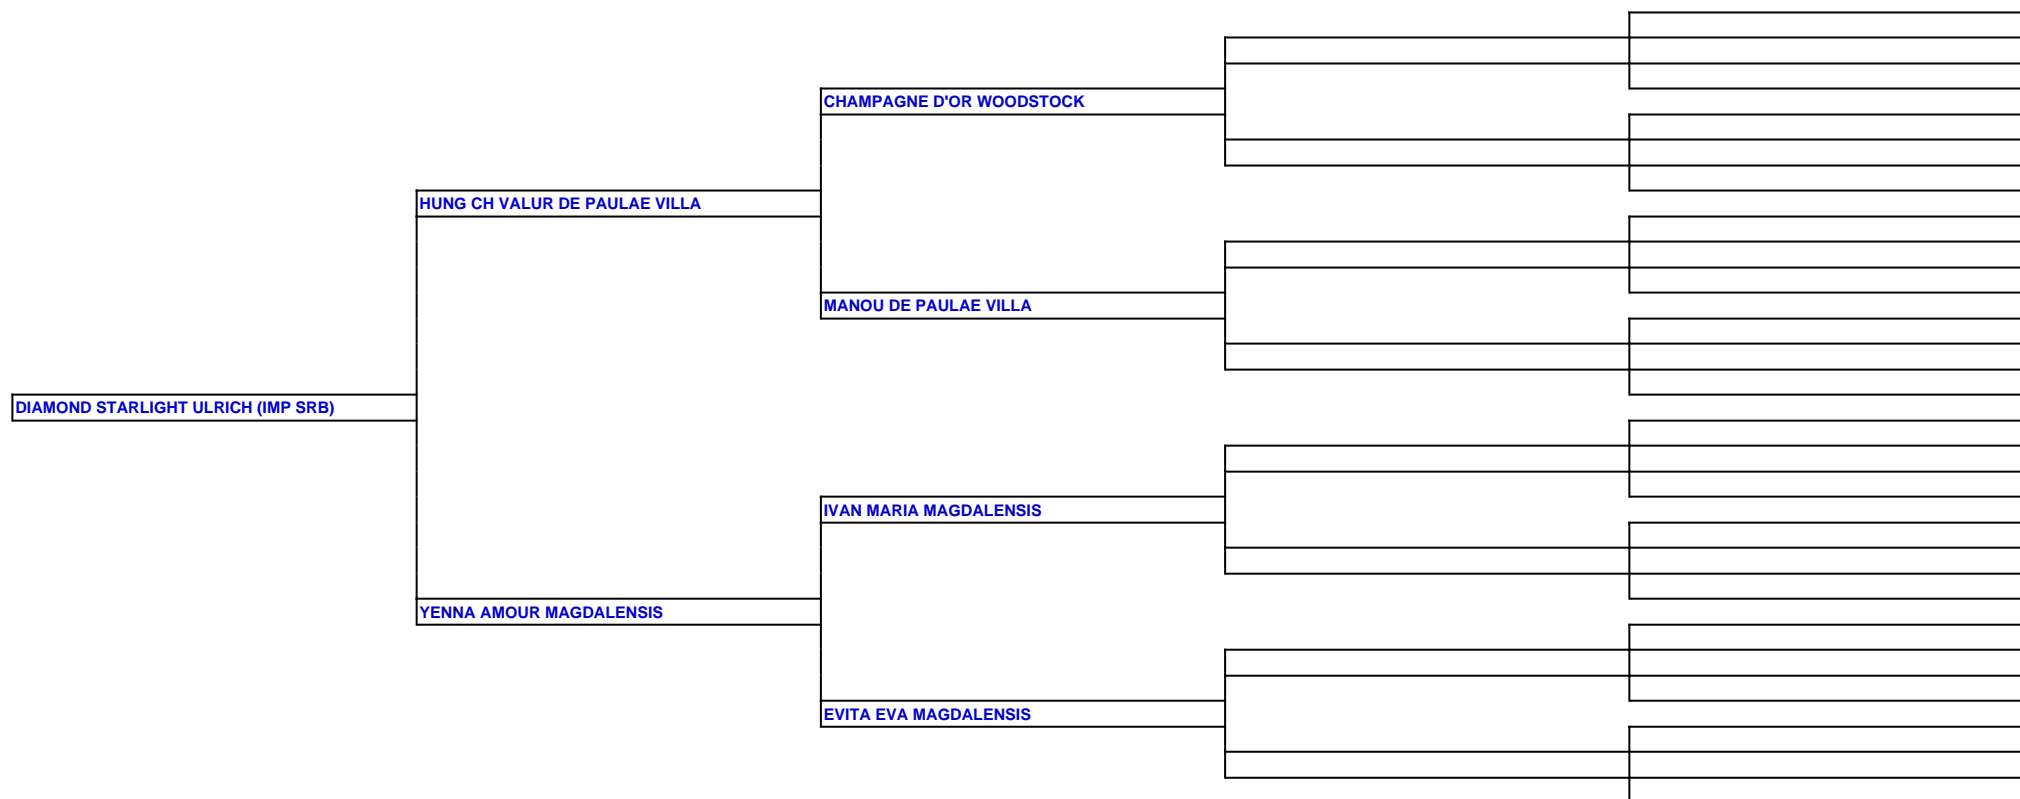 CHAMPAGNE D'OR WOODSTOCK
HUNG CH VALUR DE PAULAE VILLA
MANOU DE PAULAE VILLA
DIAMOND STARLIGHT ULRICH (IMP SRB)
IVAN MARIA MAGDALENSIS
YENNA AMOUR MAGDALENSIS
EVITA EVA MAGDALENSIS